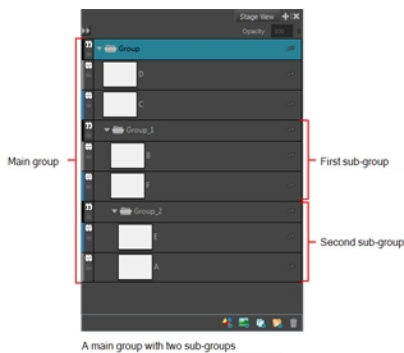 Stage View
Opacity: 100
Group
D
C
Group_1
B
F
Group_2
E
A
Main group
First sub-group
Second sub-group
A main group with two sub-groups